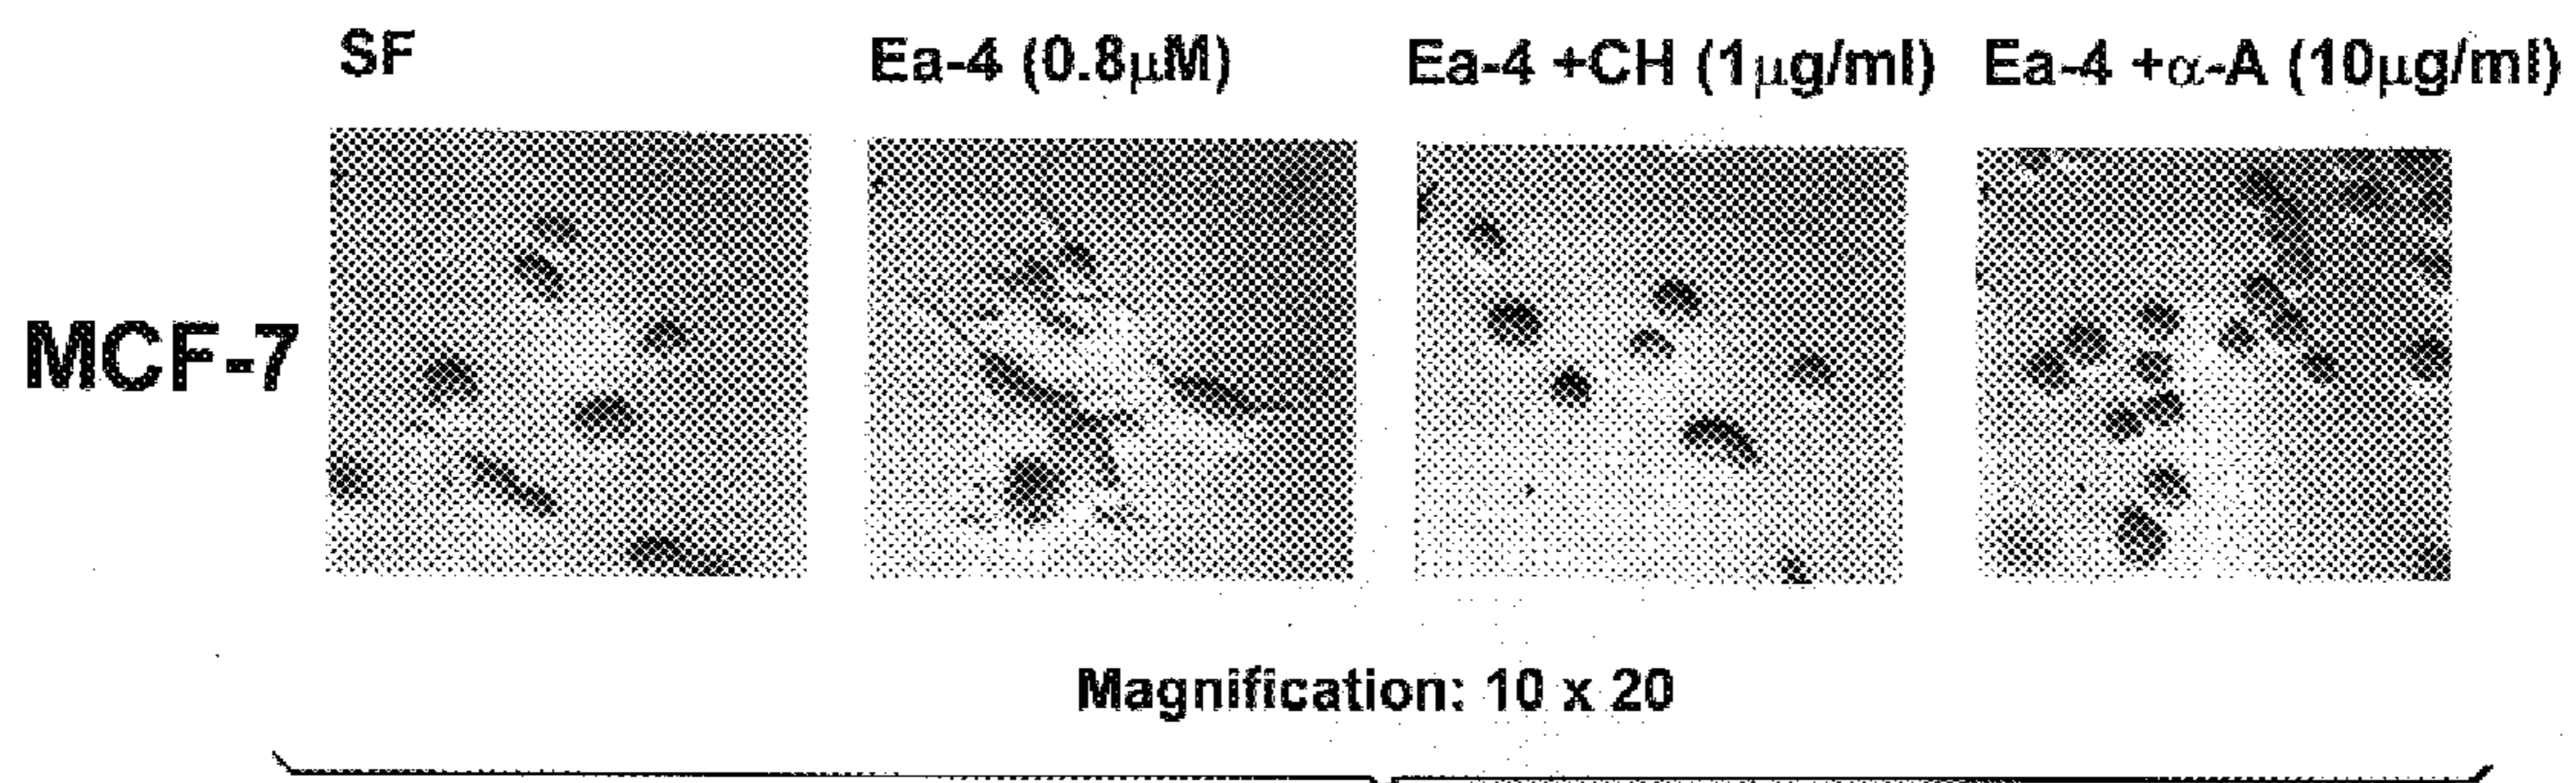 SF Ea-4 (0.8μM) Ea-4 +CH (1μg/ml) Ea-4 +α-A (10μg/ml)
MCF-7
Magnification: 10 x 20